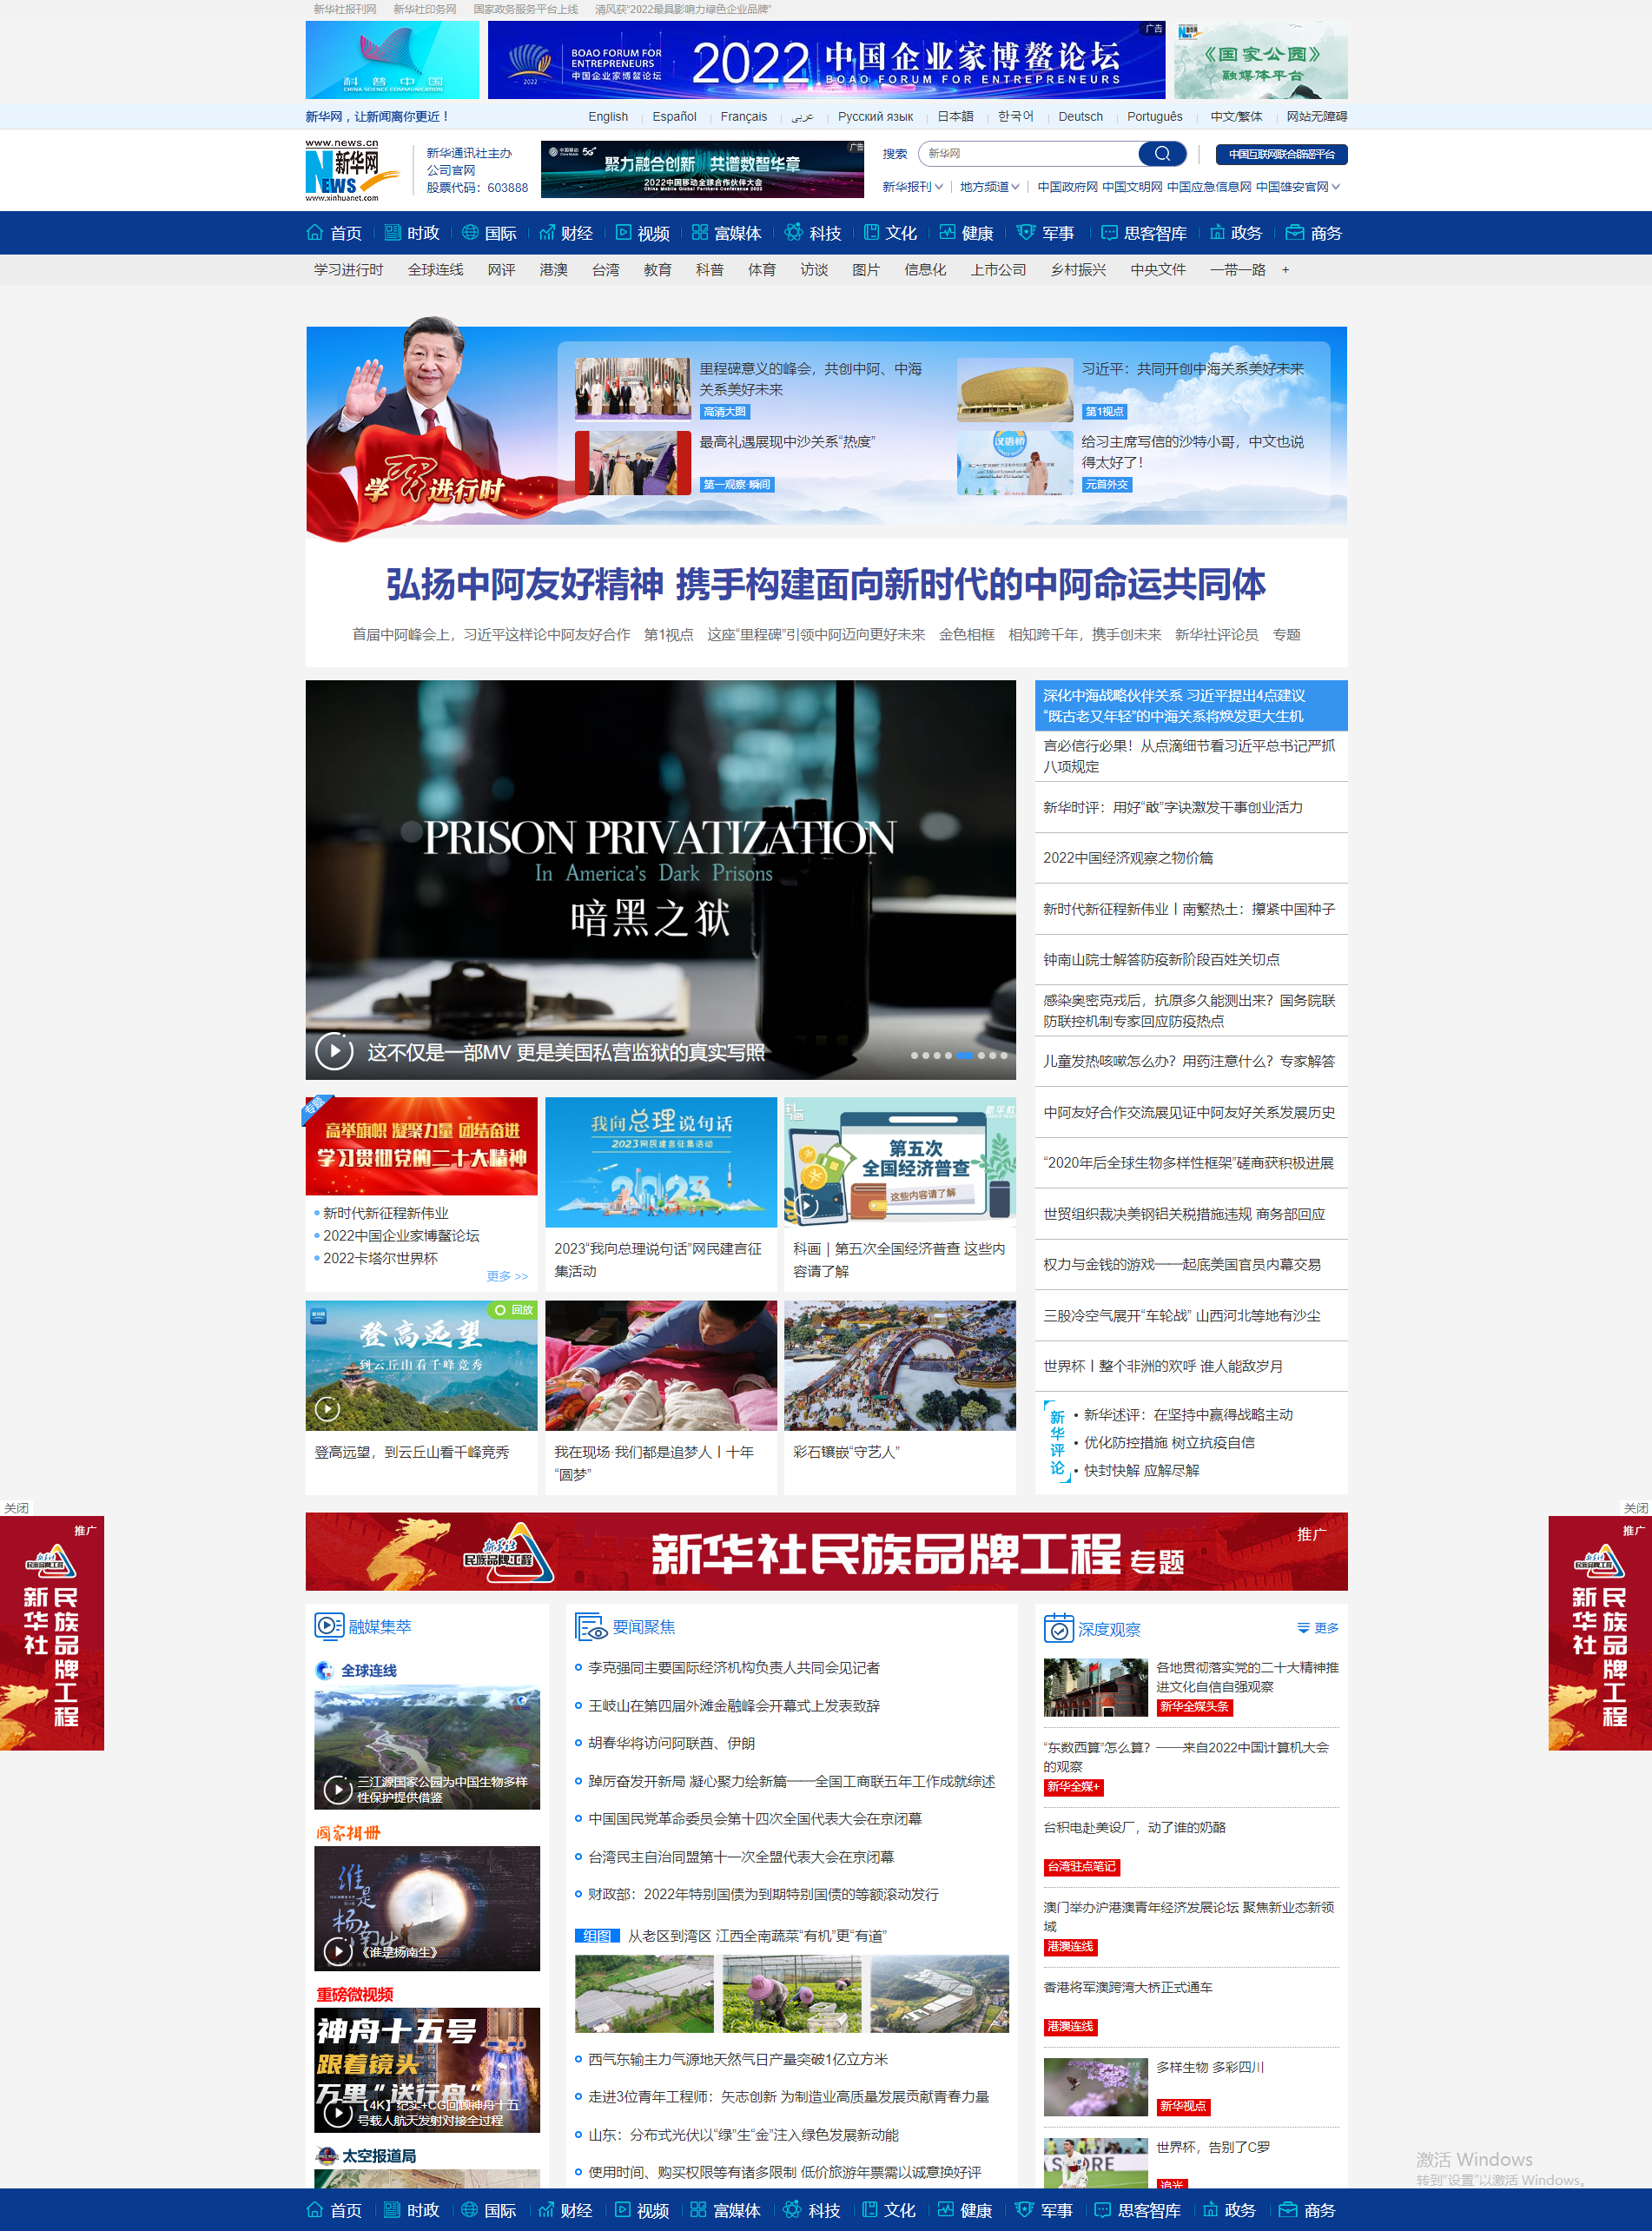 新华社报刊网 新华社印务网 国家政务服务平台上线 清风获“2022最具影响力绿色企业品牌”
科普中国
CHINA SCIENCE COMMUNICATION
广告
BOAO FORUM FOR
ENTREPRENEURS
中国企业家博鳌论坛
2022
2022 中国企业家博鳌论坛
BOAO FORUM FOR ENTREPRENEURS
《国家公园》
融媒体平台
新华网，让新闻离你更近！
English Español Français عربي Русский язык 日本語 한국어 Deutsch Português 中文/繁体 网站无障碍
www.news.cn
新华网
NEWS
www.xinhuanet.com
新华通讯社主办
公司官网
股票代码：603888
中国移动
China Mobile
5G
广告
聚力融合创新 共谱数智华章
2022中国移动全球合作伙伴大会
China Mobile Global Partners Conference 2022
搜索 新华网
中国互联网联合辟谣平台
新华报刊 地方频道 中国政府网 中国文明网 中国应急信息网 中国雄安官网
首页 时政 国际 财经 视频 富媒体 科技 文化 健康 军事 思客智库 政务 商务
学习进行时 全球连线 网评 港澳 台湾 教育 科普 体育 访谈 图片 信息化 上市公司 乡村振兴 中央文件 一带一路 +
学习进行时
里程碑意义的峰会，共创中阿、中海
关系美好未来
高清大图
习近平：共同开创中海关系美好未来
第1视点
最高礼遇展现中沙关系“热度”
第一观察·瞬间
汉语桥
给习主席写信的沙特小哥，中文也说
得太好了！
元首外交
弘扬中阿友好精神 携手构建面向新时代的中阿命运共同体
首届中阿峰会上，习近平这样论中阿友好合作 第1视点 这座“里程碑”引领中阿迈向更好未来 金色相框 相知跨千年，携手创未来 新华社评论员 专题
PRISON PRIVATIZATION
In America's Dark Prisons
暗黑之狱
这不仅是一部MV 更是美国私营监狱的真实写照
深化中海战略伙伴关系 习近平提出4点建议
“既古老又年轻”的中海关系将焕发更大生机
言必信行必果！从点滴细节看习近平总书记严抓
八项规定
新华时评：用好“敢”字诀激发干事创业活力
2022中国经济观察之物价篇
新时代新征程新伟业丨南繁热土：攥紧中国种子
钟南山院士解答防疫新阶段百姓关切点
感染奥密克戎后，抗原多久能测出来？国务院联
防联控机制专家回应防疫热点
儿童发热咳嗽怎么办？用药注意什么？专家解答
中阿友好合作交流展见证中阿友好关系发展历史
“2020年后全球生物多样性框架”磋商获积极进展
世贸组织裁决美钢铝关税措施违规 商务部回应
权力与金钱的游戏——起底美国官员内幕交易
三股冷空气展开“车轮战” 山西河北等地有沙尘
世界杯丨整个非洲的欢呼 谁人能敌岁月
新华评论
新华述评：在坚持中赢得战略主动
优化防控措施 树立抗疫自信
快封快解 应解尽解
专题
高举旗帜 凝聚力量 团结奋进
学习贯彻党的二十大精神
新时代新征程新伟业
2022中国企业家博鳌论坛
2022卡塔尔世界杯
更多 >>
我向总理说句话
2023网民建言征集活动
2023
2023“我向总理说句话”网民建言征
集活动
科画
第五次
全国经济普查
这些内容请了解
科画｜第五次全国经济普查 这些内
容请了解
回放
登高远望
到云丘山看千峰竞秀
登高远望，到云丘山看千峰竞秀
我在现场·我们都是追梦人丨十年
“圆梦”
彩石镶嵌“守艺人”
关闭
推广
新华社
民族品牌工程
新华社
民族品牌工程
新华社民族品牌工程 专题
推广
关闭
推广
民族品牌工程
新华社
民族品牌工程
融媒集萃
全球连线
三江源国家公园为中国生物多样
性保护提供借鉴
国家相册
谁是杨南生
《谁是杨南生》
重磅微视频
神舟十五号
跟着镜头
万里“送行舟”
【4K】纪实+CG回顾神舟十五
号载人航天发射对接全过程
太空报道局
要闻聚焦
李克强同主要国际经济机构负责人共同会见记者
王岐山在第四届外滩金融峰会开幕式上发表致辞
胡春华将访问阿联酋、伊朗
踔厉奋发开新局 凝心聚力绘新篇——全国工商联五年工作成就综述
中国国民党革命委员会第十四次全国代表大会在京闭幕
台湾民主自治同盟第十一次全盟代表大会在京闭幕
财政部：2022年特别国债为到期特别国债的等额滚动发行
组图 从老区到湾区 江西全南蔬菜“有机”更“有道”
西气东输主力气源地天然气日产量突破1亿立方米
走进3位青年工程师：矢志创新 为制造业高质量发展贡献青春力量
山东：分布式光伏以“绿”生“金”注入绿色发展新动能
使用时间、购买权限等有诸多限制 低价旅游年票需以诚意换好评
深度观察 更多
各地贯彻落实党的二十大精神推
进文化自信自强观察
新华全媒头条
“东数西算”怎么算？——来自2022中国计算机大会
的观察
新华全媒+
台积电赴美设厂，动了谁的奶酪
台湾驻点笔记
澳门举办沪港澳青年经济发展论坛 聚焦新业态新领
域
港澳连线
香港将军澳跨湾大桥正式通车
港澳连线
多样生物 多彩四川
新华视点
世界杯，告别了C罗
追光
激活 Windows
转到“设置”以激活 Windows。
首页 时政 国际 财经 视频 富媒体 科技 文化 健康 军事 思客智库 政务 商务